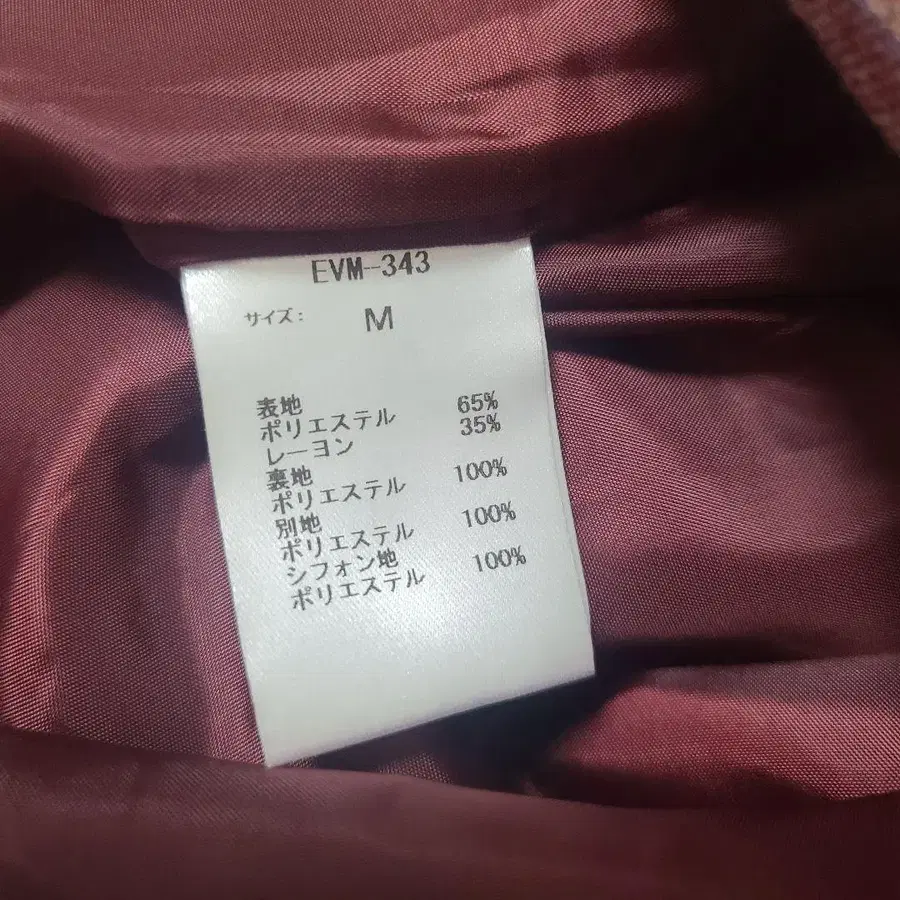 EVM-343
サイズ: M
表地
ポリエステル 65%
レーヨン 35%
裏地
ポリエステル 100%
別地
ポリエステル 100%
シフォン地
ポリエステル 100%